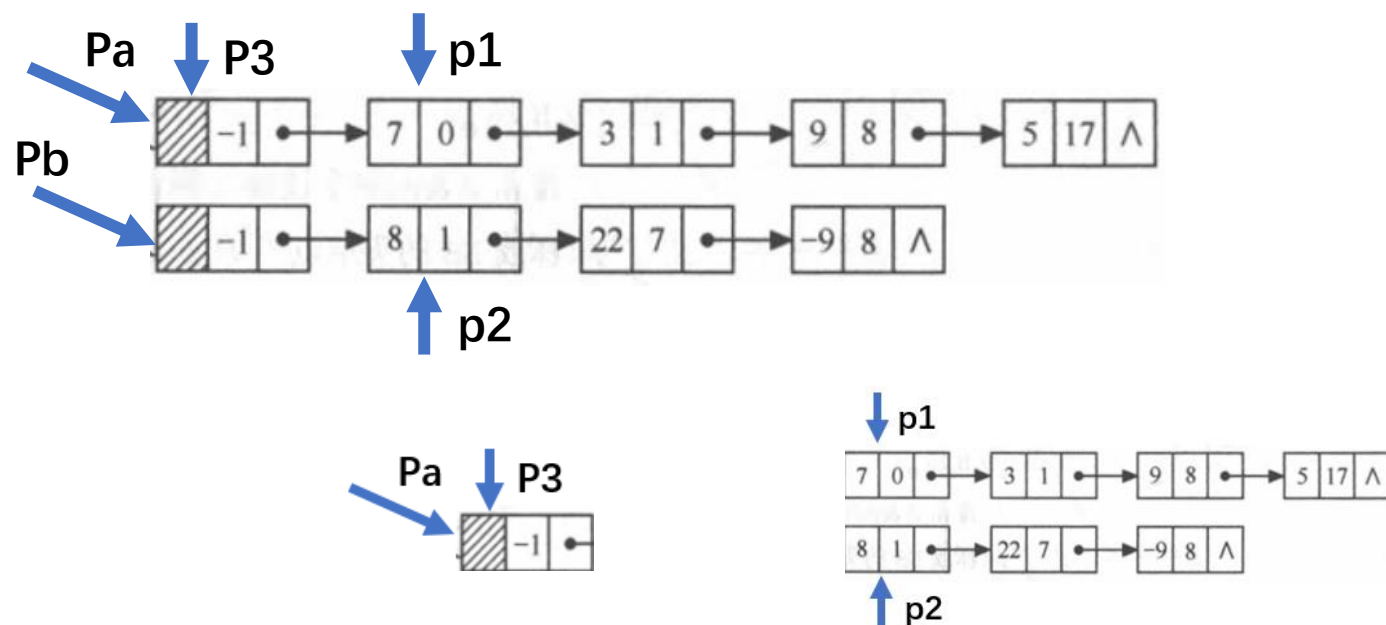 Pa P3 p1
-1 7 0 3 1 9 8 5 17 ∧
Pb
-1 8 1 22 7 -9 8 ∧
p2
p1
Pa P3
7 0 3 1 9 8 5 17 ∧
-1
8 1 22 7 -9 8 ∧
p2